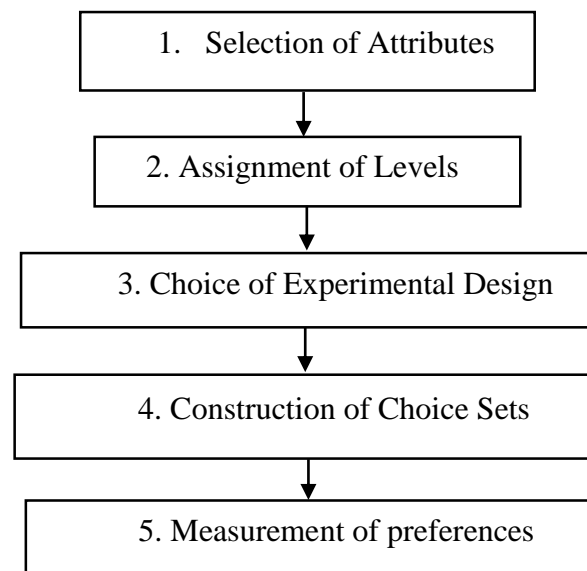 1. Selection of Attributes
2. Assignment of Levels
3. Choice of Experimental Design
4. Construction of Choice Sets
5. Measurement of preferences